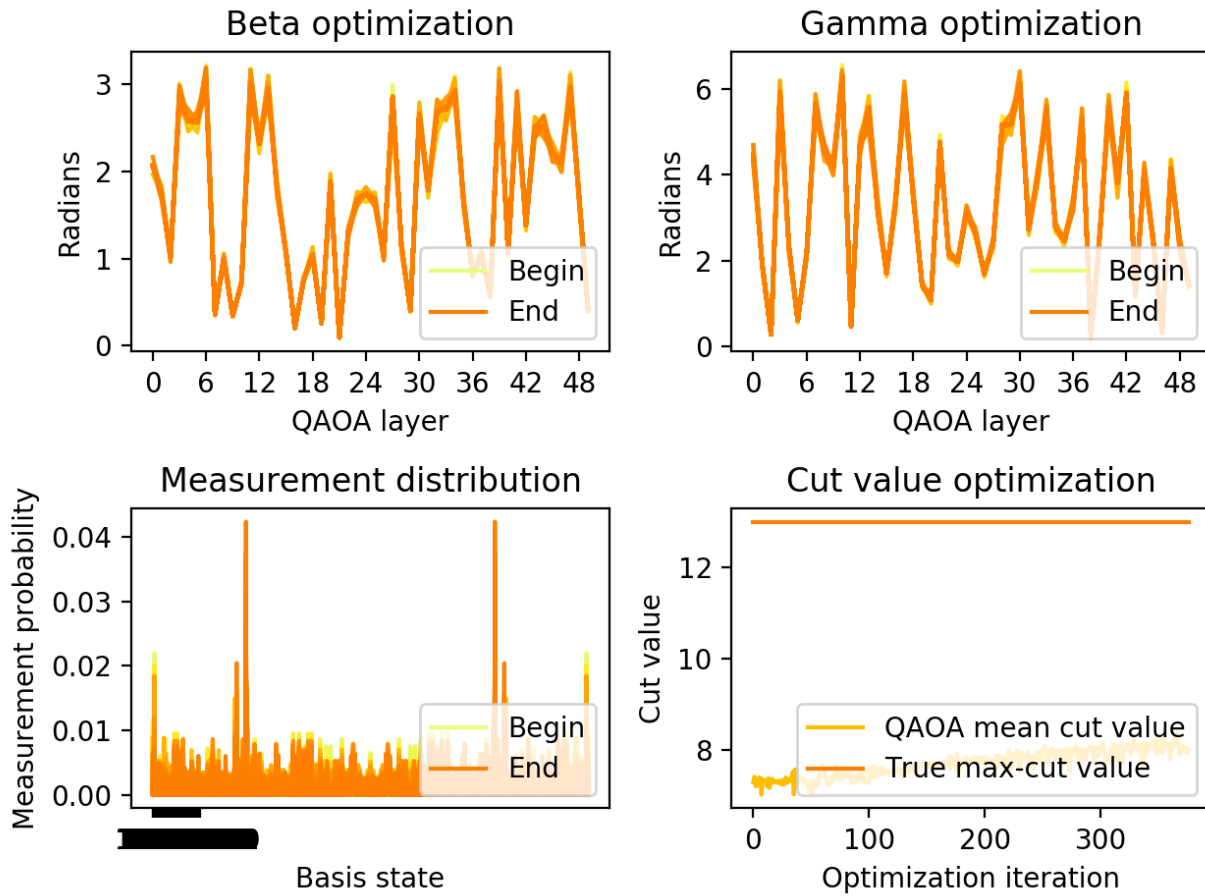 Beta optimization
Radians
3
2
1
0
Begin
End
0 6 12 18 24 30 36 42 48
QAOA layer
Gamma optimization
Radians
6
4
2
0
Begin
End
0 6 12 18 24 30 36 42 48
QAOA layer
Measurement distribution
Measurement probability
0.04
0.03
0.02
0.01
0.00
Begin
End
Basis state
Cut value optimization
Cut value
12
10
8
QAOA mean cut value
True max-cut value
0 100 200 300
Optimization iteration